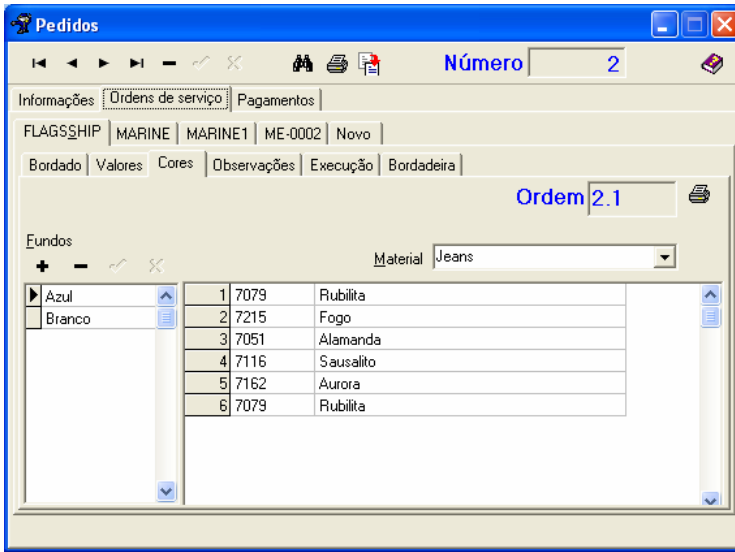 Pedidos
Número 2
Informações Ordens de serviço Pagamentos
FLAGSSHIP MARINE MARINE1 ME-0002 Novo
Bordado Valores Cores Observações Execução Bordadeira
Ordem 2.1
Fundos
Material Jeans
Azul
Branco
1 7079 Rubilita
2 7215 Fogo
3 7051 Alamanda
4 7116 Sausalito
5 7162 Aurora
6 7079 Rubilita